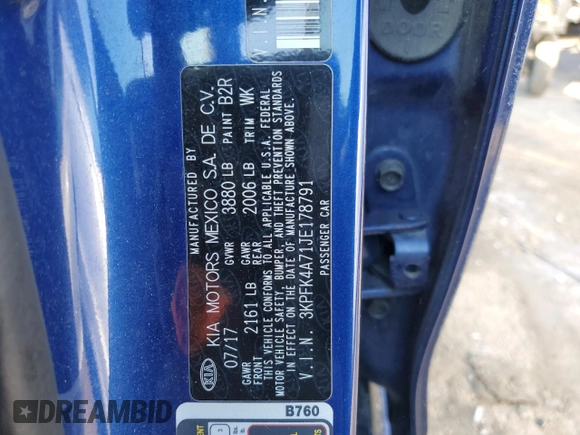 MANUFACTURED BY
KIA KIA MOTORS MEXICO S.A. DE C.V.
07/17 GVWR 3880 LB PAINT B2R
GAWR FRONT 2161 LB GAWR REAR 2006 LB TRIM WK
THIS VEHICLE CONFORMS TO ALL APPLICABLE U.S.A. FEDERAL
MOTOR VEHICLE SAFETY, BUMPER, AND THEFT PREVENTION STANDARDS
IN EFFECT ON THE DATE OF MANUFACTURE SHOWN ABOVE.
V.I.N. 3KPFK4A71JE178791
PASSENGER CAR
V.I.N.
DOOR
B760
DREAMBID